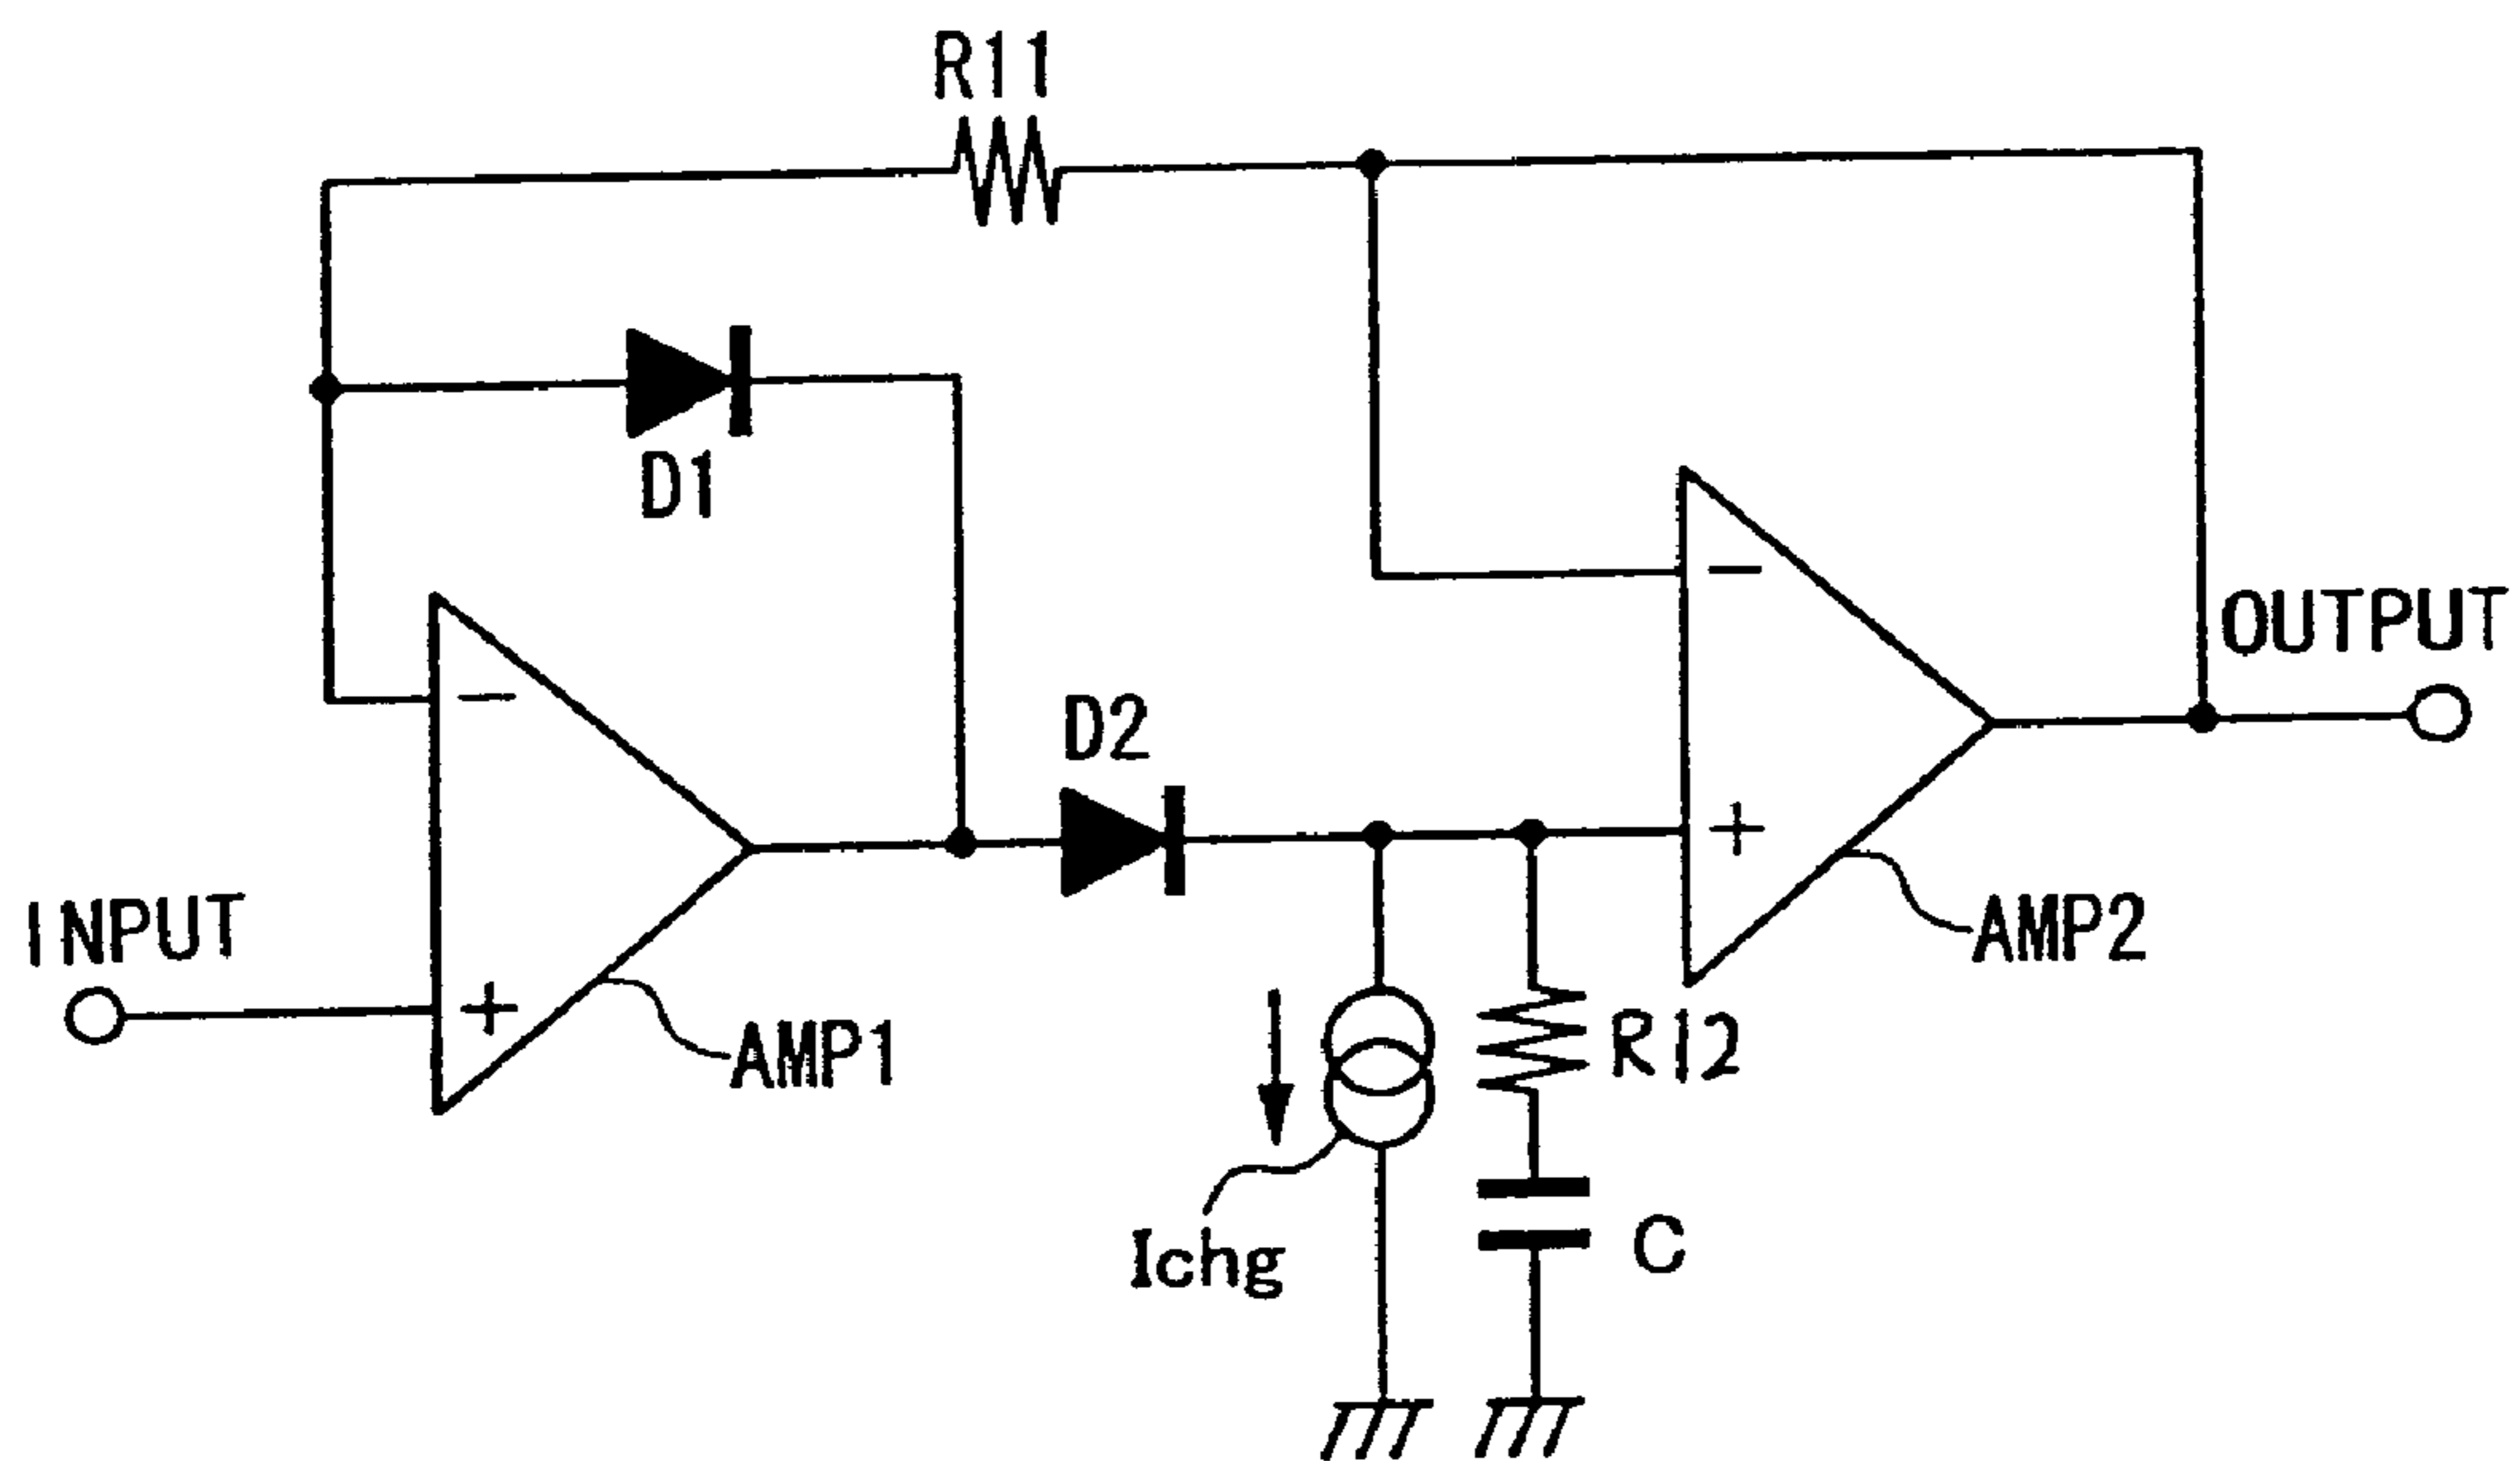 R11
D1
OUTPUT
D2
INPUT
AMP2
R12
AMP1
Ichg
C